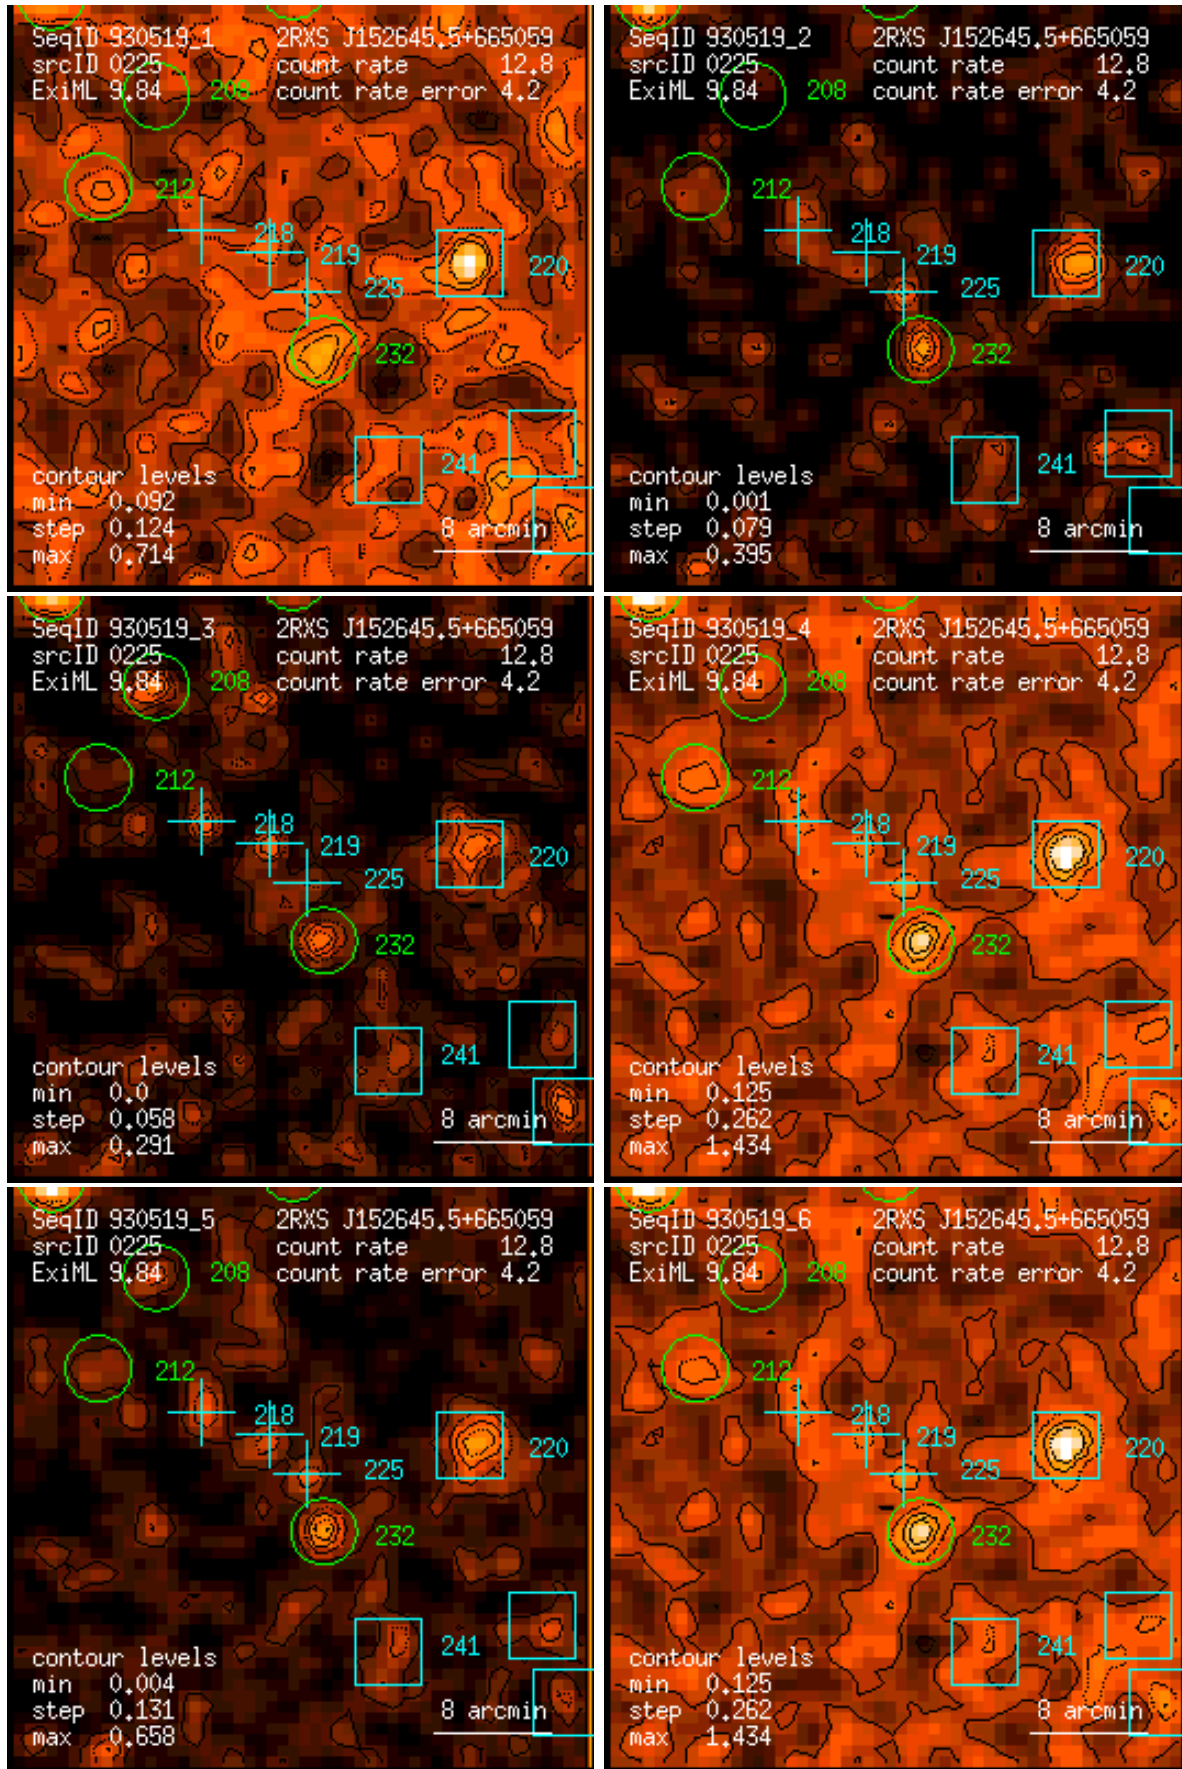 SeqID 930519_1 2RXS J152645.5+665059
srcID 0225 count rate 12.8
ExiML 9.84 208 count rate error 4.2
212
218
219
220
225
232
241
contour levels
min 0.092
step 0.124 8 arcmin
max 0.714
SeqID 930519_2 2RXS J152645.5+665059
srcID 0225 count rate 12.8
ExiML 9.84 208 count rate error 4.2
212
218
219
220
225
232
241
contour levels
min 0.001
step 0.079 8 arcmin
max 0.395
SeqID 930519_3 2RXS J152645.5+665059
srcID 0225 count rate 12.8
ExiML 9.84 208 count rate error 4.2
212
218
219
220
225
232
241
contour levels
min 0.0
step 0.058 8 arcmin
max 0.291
SeqID 930519_4 2RXS J152645.5+665059
srcID 0225 count rate 12.8
ExiML 9.84 208 count rate error 4.2
212
218
219
220
225
232
241
contour levels
min 0.125
step 0.262 8 arcmin
max 1.434
SeqID 930519_5 2RXS J152645.5+665059
srcID 0225 count rate 12.8
ExiML 9.84 208 count rate error 4.2
212
218
219
220
225
232
241
contour levels
min 0.004
step 0.131 8 arcmin
max 0.658
SeqID 930519_6 2RXS J152645.5+665059
srcID 0225 count rate 12.8
ExiML 9.84 208 count rate error 4.2
212
218
219
220
225
232
241
contour levels
min 0.125
step 0.262 8 arcmin
max 1.434